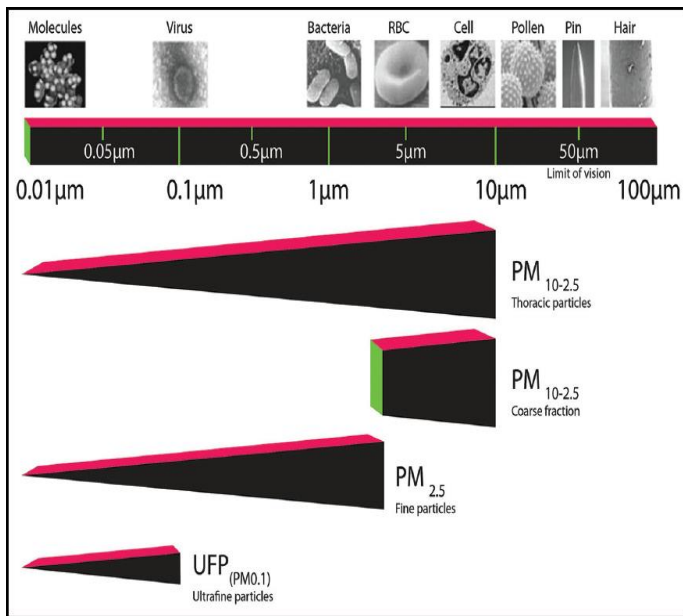 Molecules Virus Bacteria RBC Cell Pollen Pin Hair
0.05µm 0.5µm 5µm 50µm
Limit of vision
0.01µm 0.1µm 1µm 10µm 100µm
PM 10-2.5
Thoracic particles
PM 10-2.5
Coarse fraction
PM 2.5
Fine particles
UFP(PM0.1)
Ultrafine particles